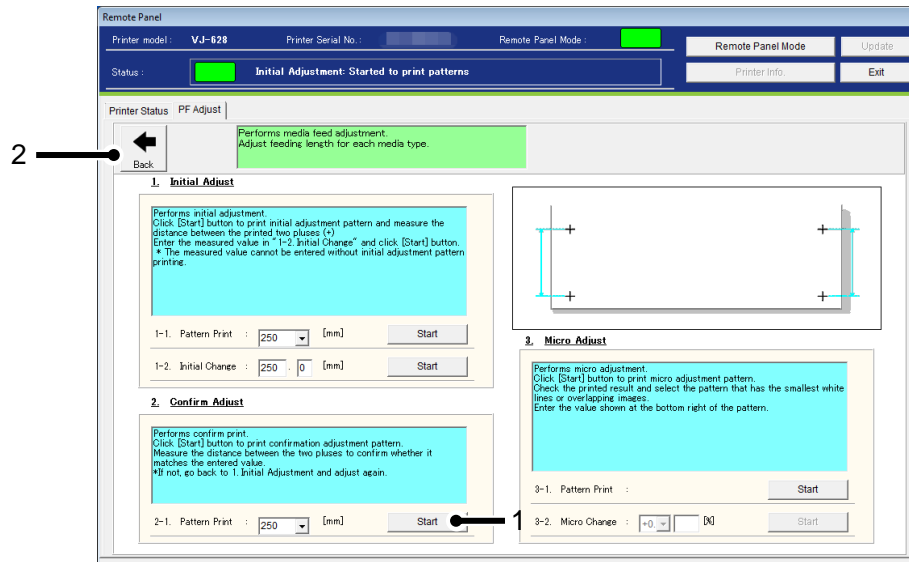 Remote Panel
Printer model : VJ-628 Printer Serial No. : Remote Panel Mode :
Remote Panel Mode Update
Status : Initial Adjustment: Started to print patterns
Printer Info. Exit
Printer Status PF Adjust
2
Back
Performs media feed adjustment.
Adjust feeding length for each media type.
1. Initial Adjust
Performs initial adjustment.
Click [Start] button to print initial adjustment pattern and measure the
distance between the printed two pluses (+)
Enter the measured value in "1-2. Initial Change" and click [Start] button.
* The measured value cannot be entered without initial adjustment pattern
printing.
1-1. Pattern Print : 250 [mm] Start
1-2. Initial Change : 250 . 0 [mm] Start
2. Confirm Adjust
Performs confirm print.
Click [Start] button to print confirmation adjustment pattern.
Measure the distance between the two pluses to confirm whether it
matches the entered value.
*If not, go back to 1. Initial Adjustment and adjust again.
2-1. Pattern Print : 250 [mm] Start
1
3. Micro Adjust
Performs micro adjustment.
Click [Start] button to print micro adjustment pattern.
Check the printed result and select the pattern that has the smallest white
lines or overlapping images.
Enter the value shown at the bottom right of the pattern.
3-1. Pattern Print : Start
3-2. Micro Change : +0. [%] Start